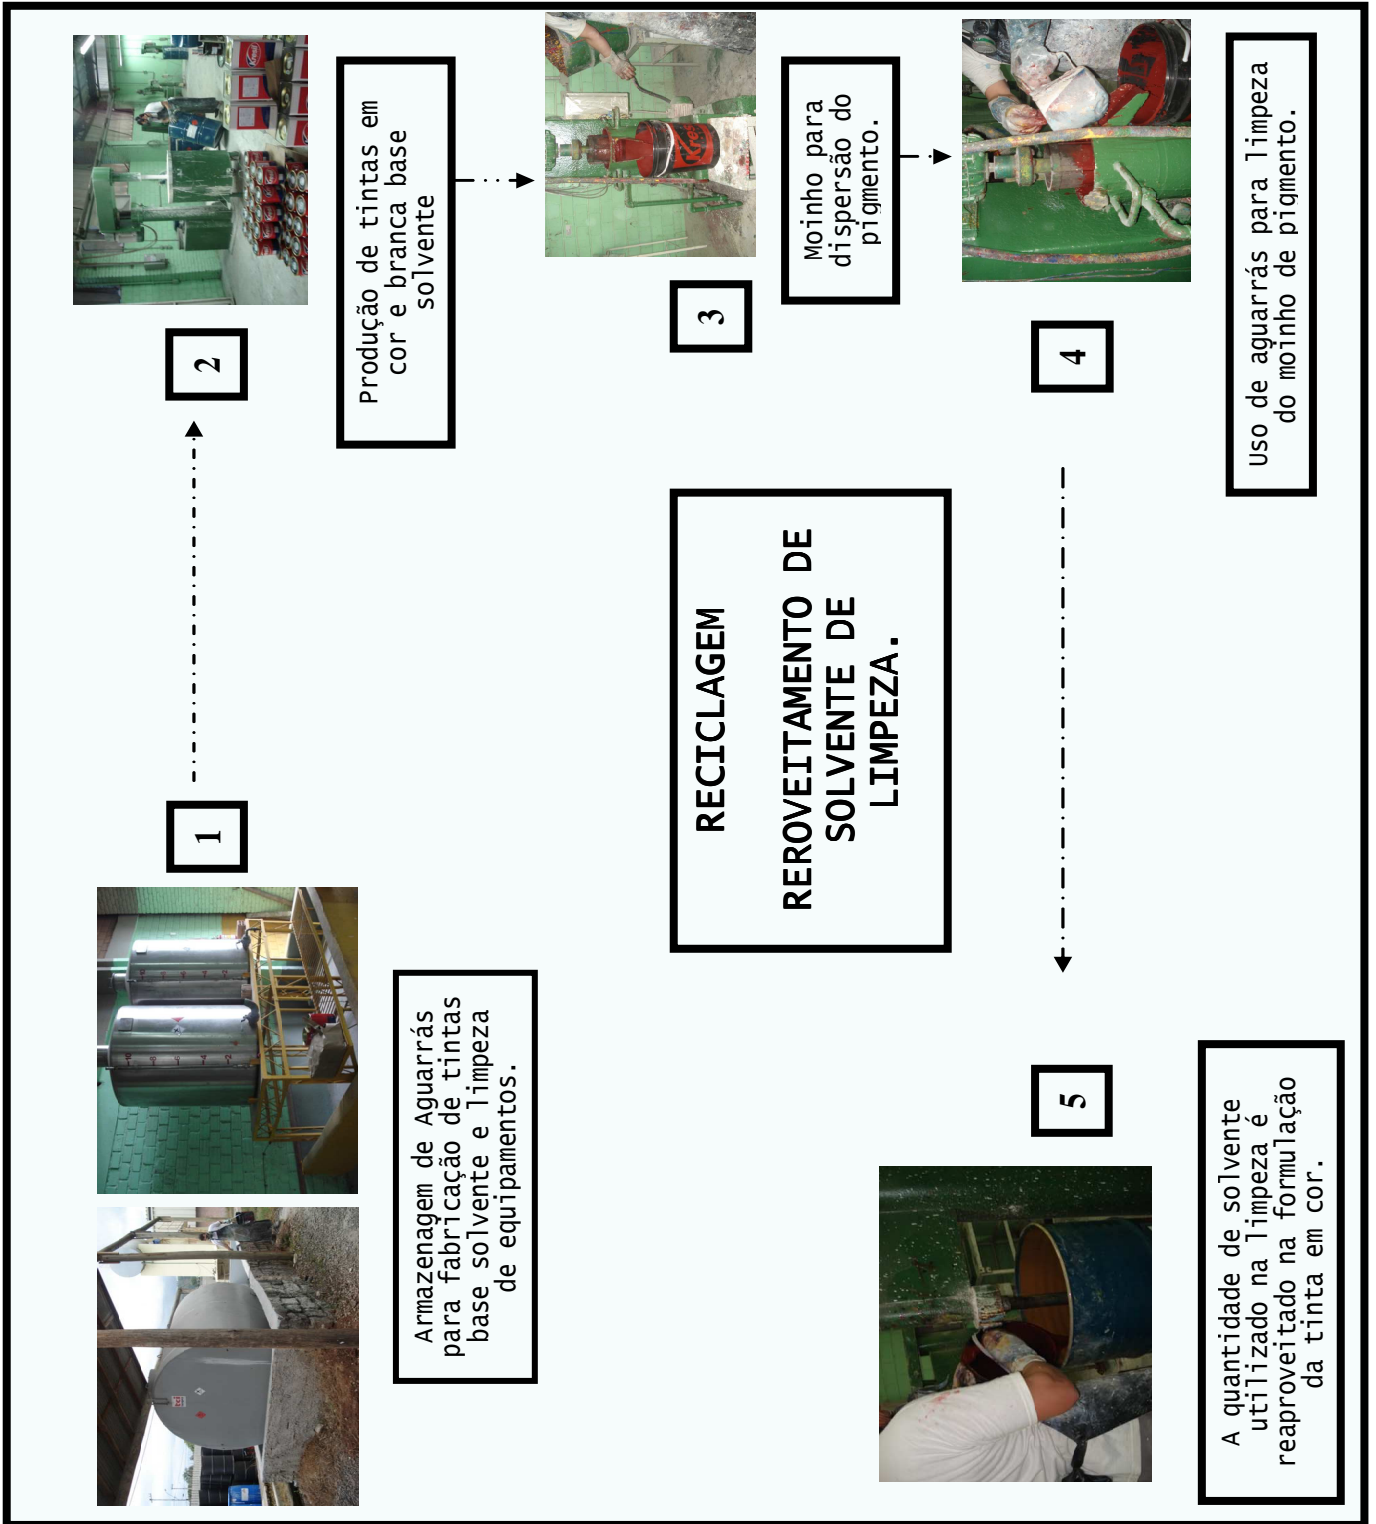 1
Armazenagem de Aguarrás
para fabricação de tintas
base solvente e limpeza
de equipamentos.
2
Produção de tintas em
cor e branca base
solvente
3
Moinho para
dispersão do
pigmento.
4
Uso de aguarrás para limpeza
do moinho de pigmento.
RECICLAGEM
REROVEITAMENTO DE
SOLVENTE DE
LIMPEZA.
5
A quantidade de solvente
utilizado na limpeza é
reaproveitado na formulação
da tinta em cor.
Kresil